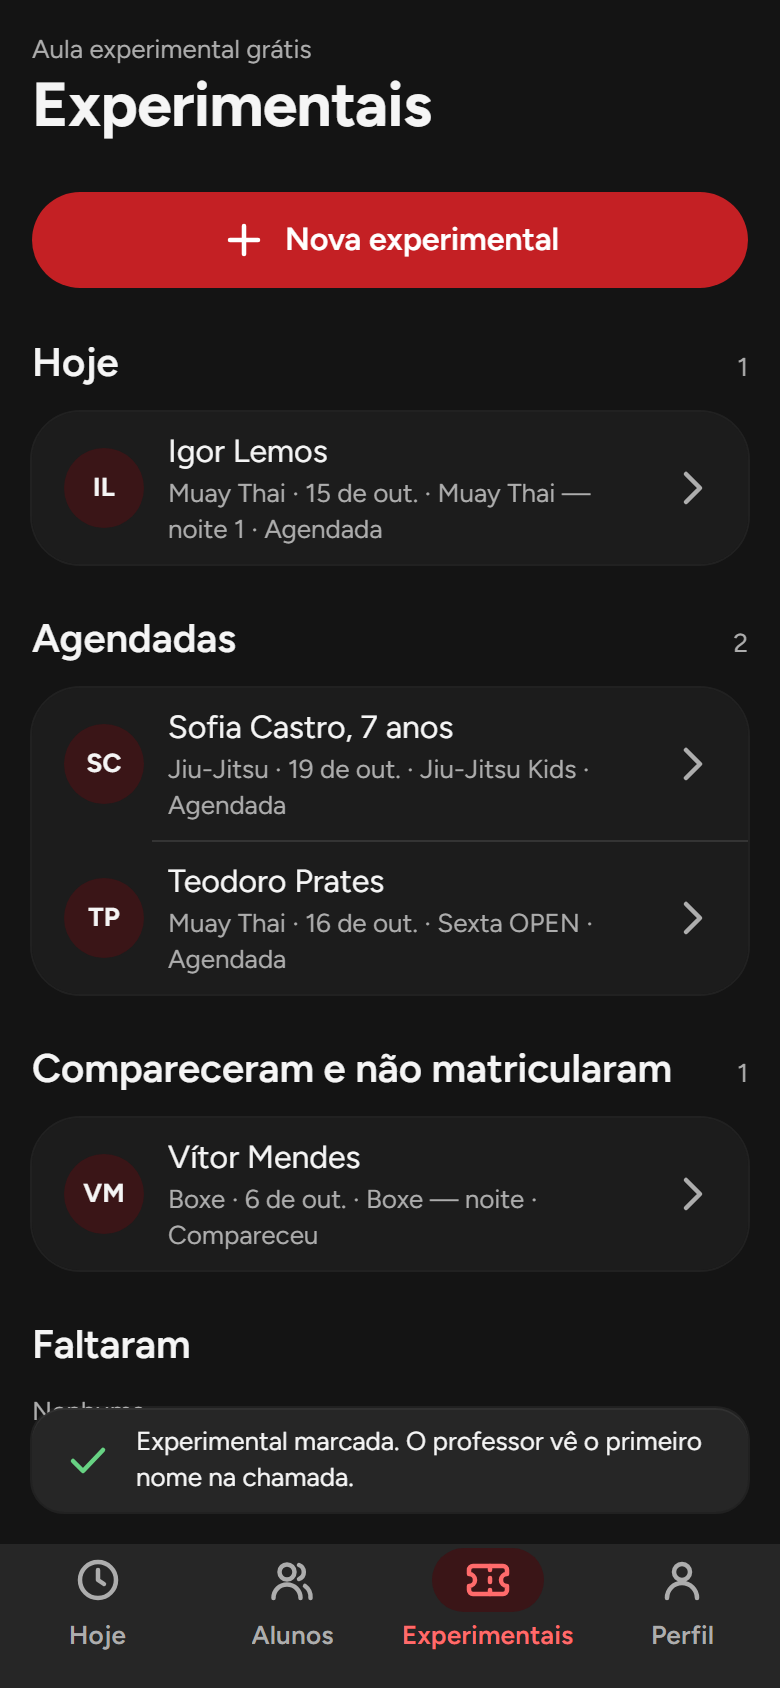 Aula experimental grátis
Experimentais
Nova experimental
Hoje
1
IL
Igor Lemos
Muay Thai · 15 de out. · Muay Thai —
noite 1 · Agendada
Agendadas
2
SC
Sofia Castro, 7 anos
Jiu-Jitsu · 19 de out. · Jiu-Jitsu Kids ·
Agendada
TP
Teodoro Prates
Muay Thai · 16 de out. · Sexta OPEN ·
Agendada
Compareceram e não matricularam
1
VM
Vítor Mendes
Boxe · 6 de out. · Boxe — noite ·
Compareceu
Faltaram
Experimental marcada. O professor vê o primeiro
nome na chamada.
Hoje
Alunos
Experimentais
Perfil